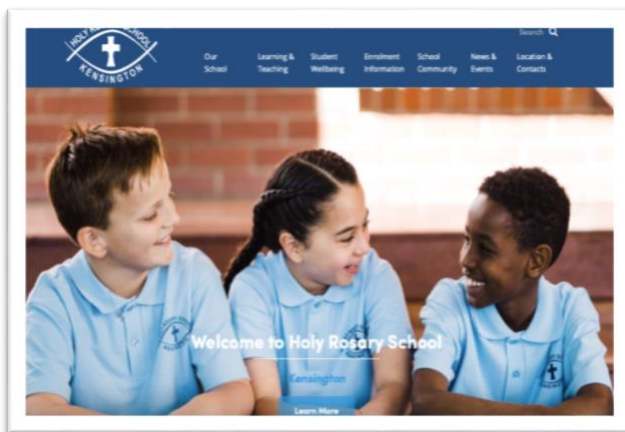 HOLY ROSARY SCHOOL
KENSINGTON
Search
Our School
Learning & Teaching
Student Wellbeing
Enrolment Information
School Community
News & Events
Location & Contacts
Welcome to Holy Rosary School
Kensington
Learn More